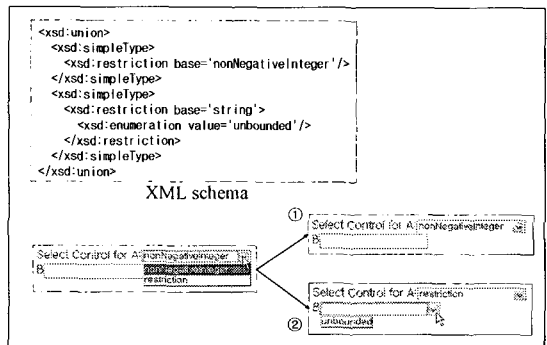 <xsd:union>
<xsd:simpleType>
<xsd:restriction base='nonNegativeInteger'/>
</xsd:simpleType>
<xsd:simpleType>
<xsd:restriction base='string'>
<xsd:enumeration value='unbounded'/>
</xsd:restriction>
</xsd:simpleType>
</xsd:union>
XML schema
①
Select Control for A nonNegativeInteger
B
Select Control for A nonNegativeInteger
B nonNegativeInteger
restriction
Select Control for A restriction
B
unbounded
②